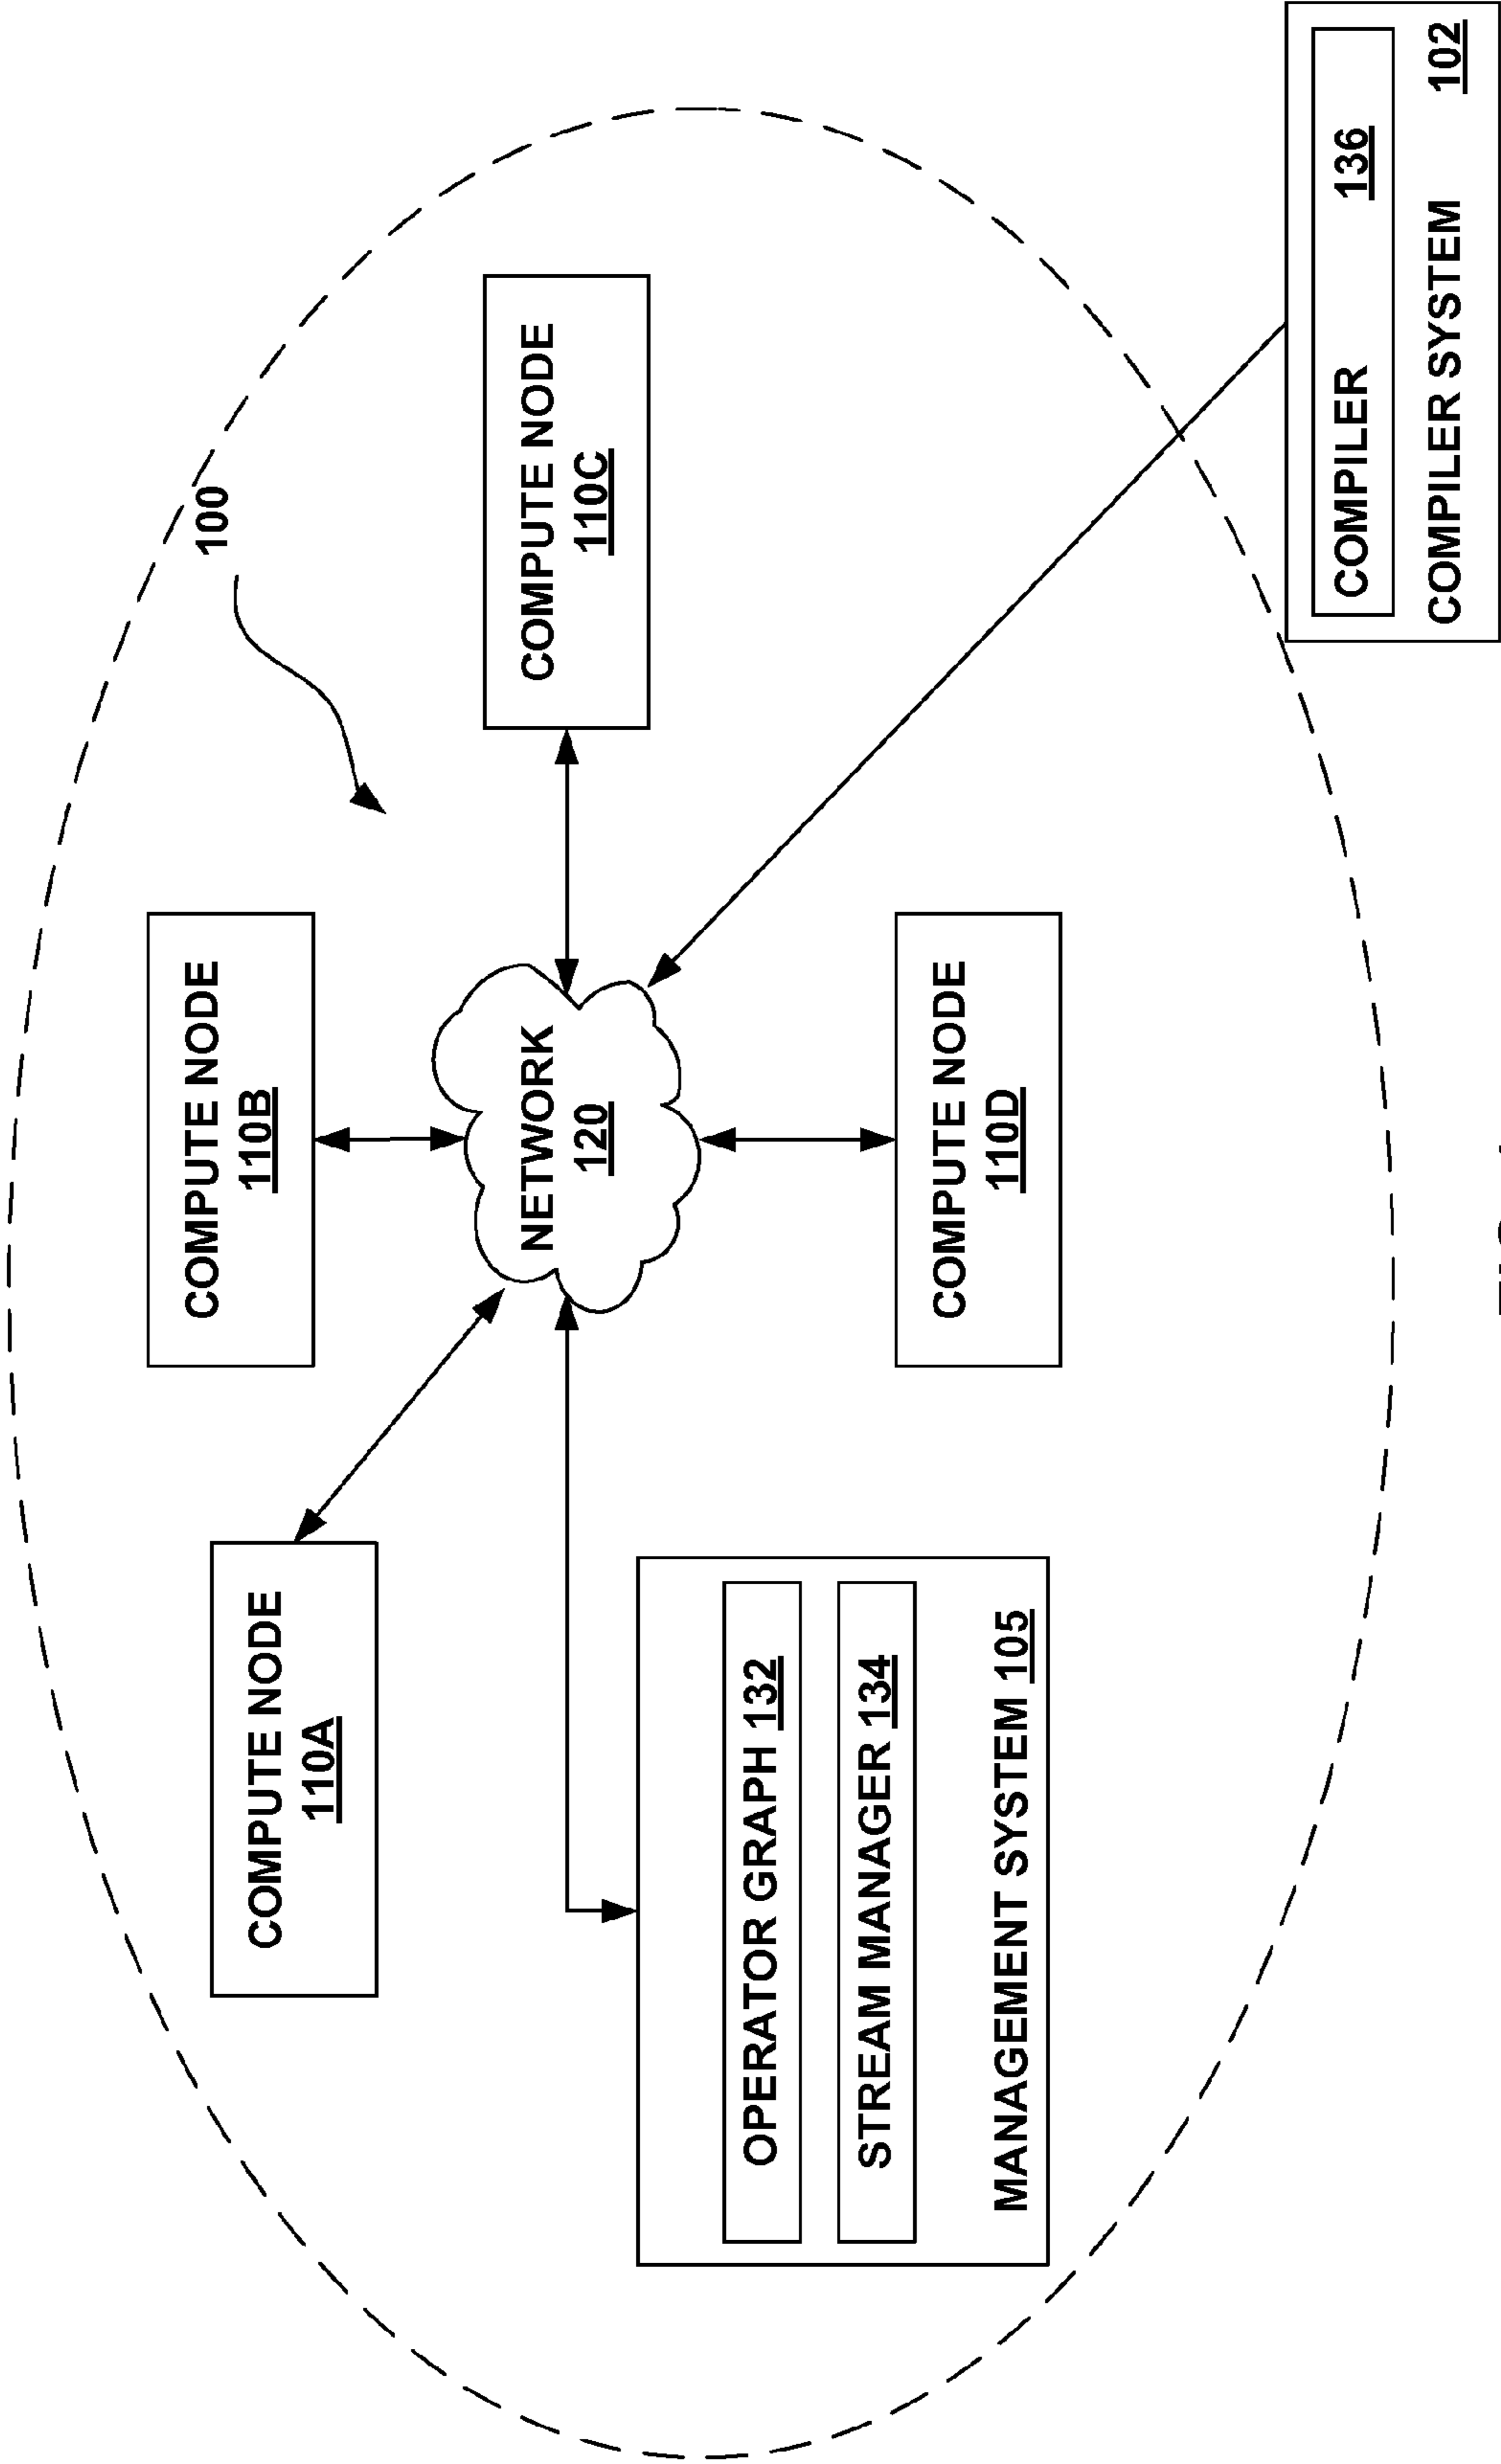 100
COMPUTE NODE
110B
COMPUTE NODE
110A
COMPUTE NODE
110C
NETWORK
120
OPERATOR GRAPH 132
STREAM MANAGER 134
MANAGEMENT SYSTEM 105
COMPUTE NODE
110D
COMPILER 136
COMPILER SYSTEM 102